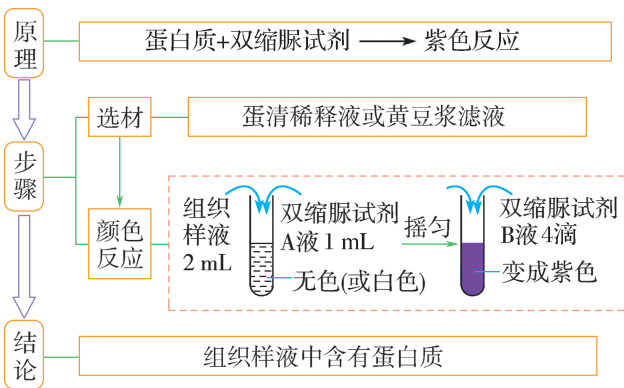 原理
蛋白质+双缩脲试剂 → 紫色反应
步骤
选材
蛋清稀释液或黄豆浆滤液
颜色
反应
组织
样液
2 mL
双缩脲试剂
A液1 mL
无色(或白色)
摇匀
双缩脲试剂
B液4滴
变成紫色
结论
组织样液中含有蛋白质